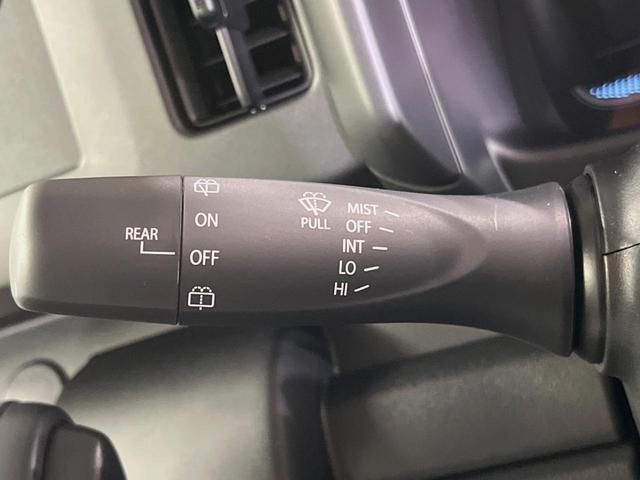 REAR
ON
OFF
PULL
MIST
OFF
INT
LO
HI